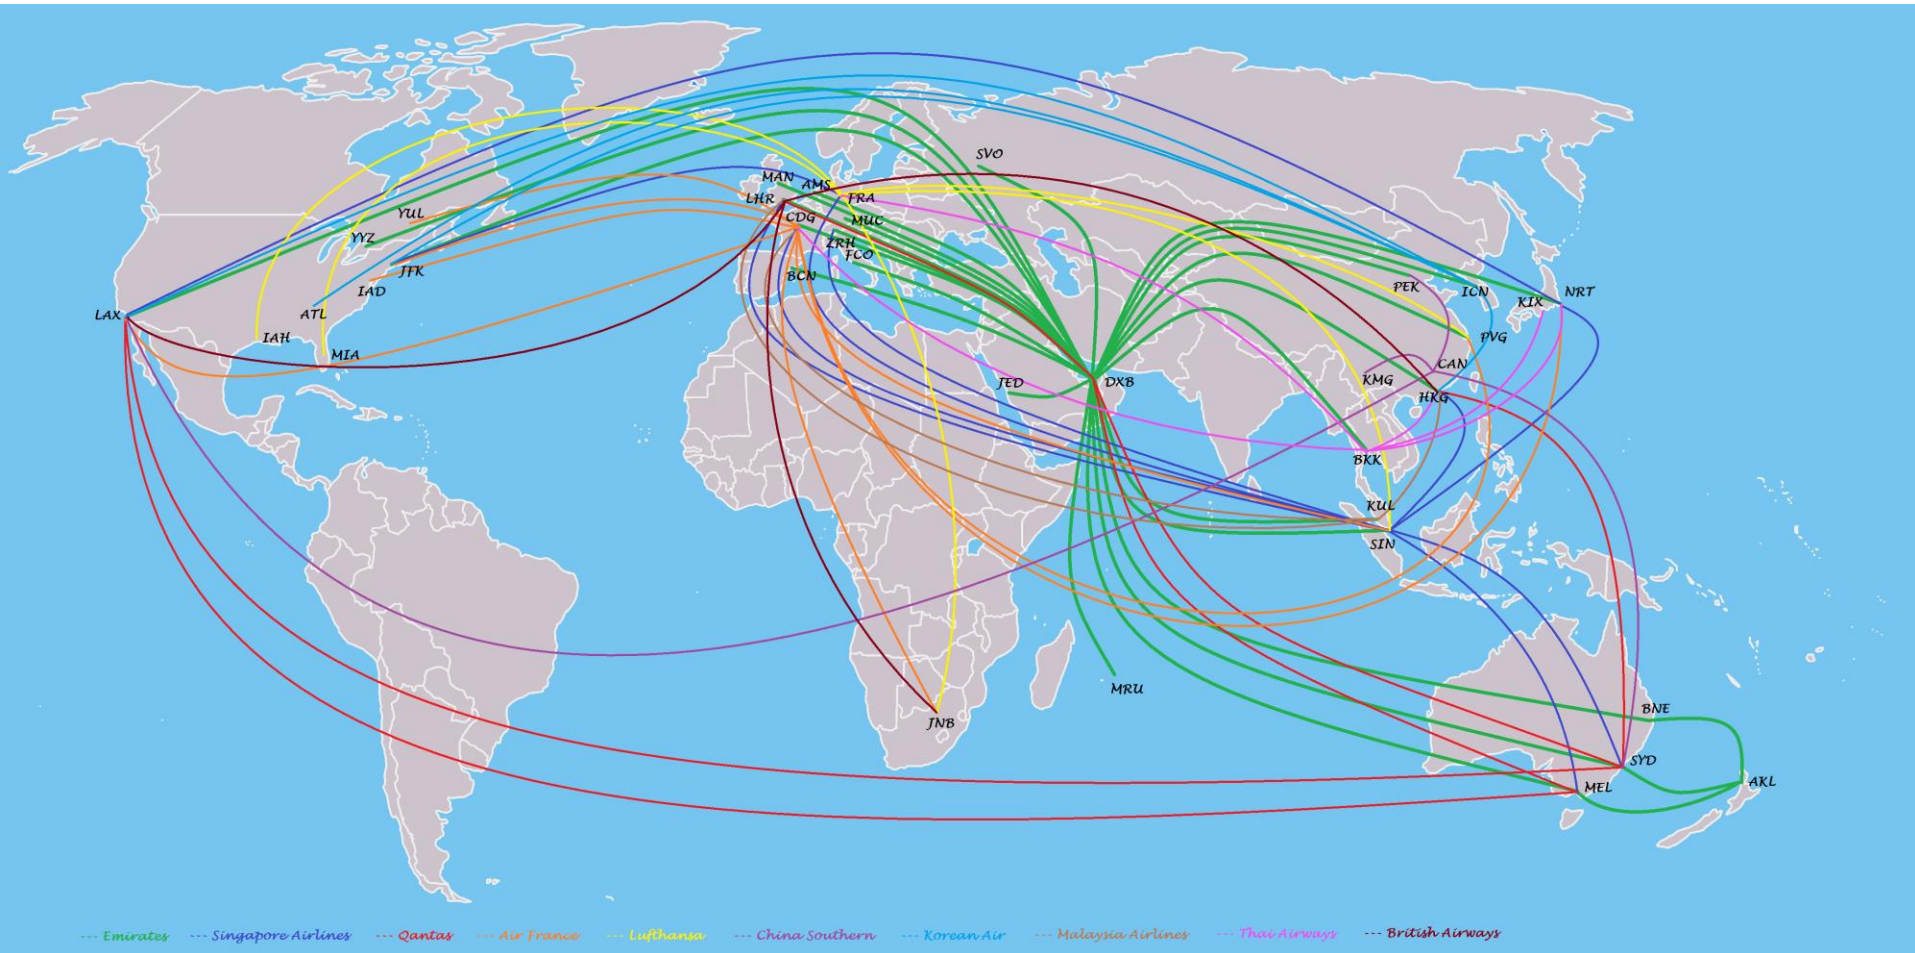 SVO
MAN
AMS
LHR
FRA
YUL
CDG
MUC
YYZ
ZRH
FCO
JFK
BCN
PEK
ICN
IAD
KIX
NRT
LAX
ATL
IAH
PVG
MIA
CAN
JED
DXB
KMG
HKG
BKK
KUL
SIN
MRU
BNE
JNB
SYD
AKL
MEL
--- Emirates --- Singapore Airlines --- Qantas --- Air France --- Lufthansa --- China Southern --- Korean Air --- Malaysia Airlines --- Thai Airways --- British Airways